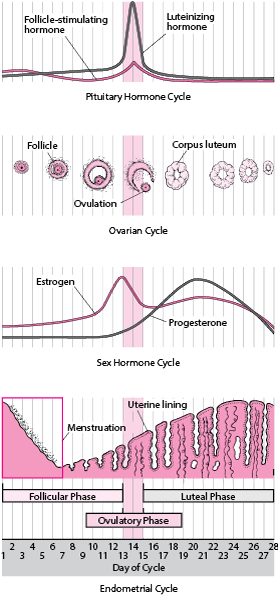 Follicle-stimulating
hormone
Luteinizing
hormone
Pituitary Hormone Cycle
Follicle
Corpus luteum
Ovulation
Ovarian Cycle
Estrogen
Progesterone
Sex Hormone Cycle
Uterine lining
Menstruation
Follicular Phase
Luteal Phase
Ovulatory Phase
2 4 6 8 10 12 14 16 18 20 22 24 26 28
1 3 5 7 9 11 13 15 17 19 21 23 25 27
Day of Cycle
Endometrial Cycle